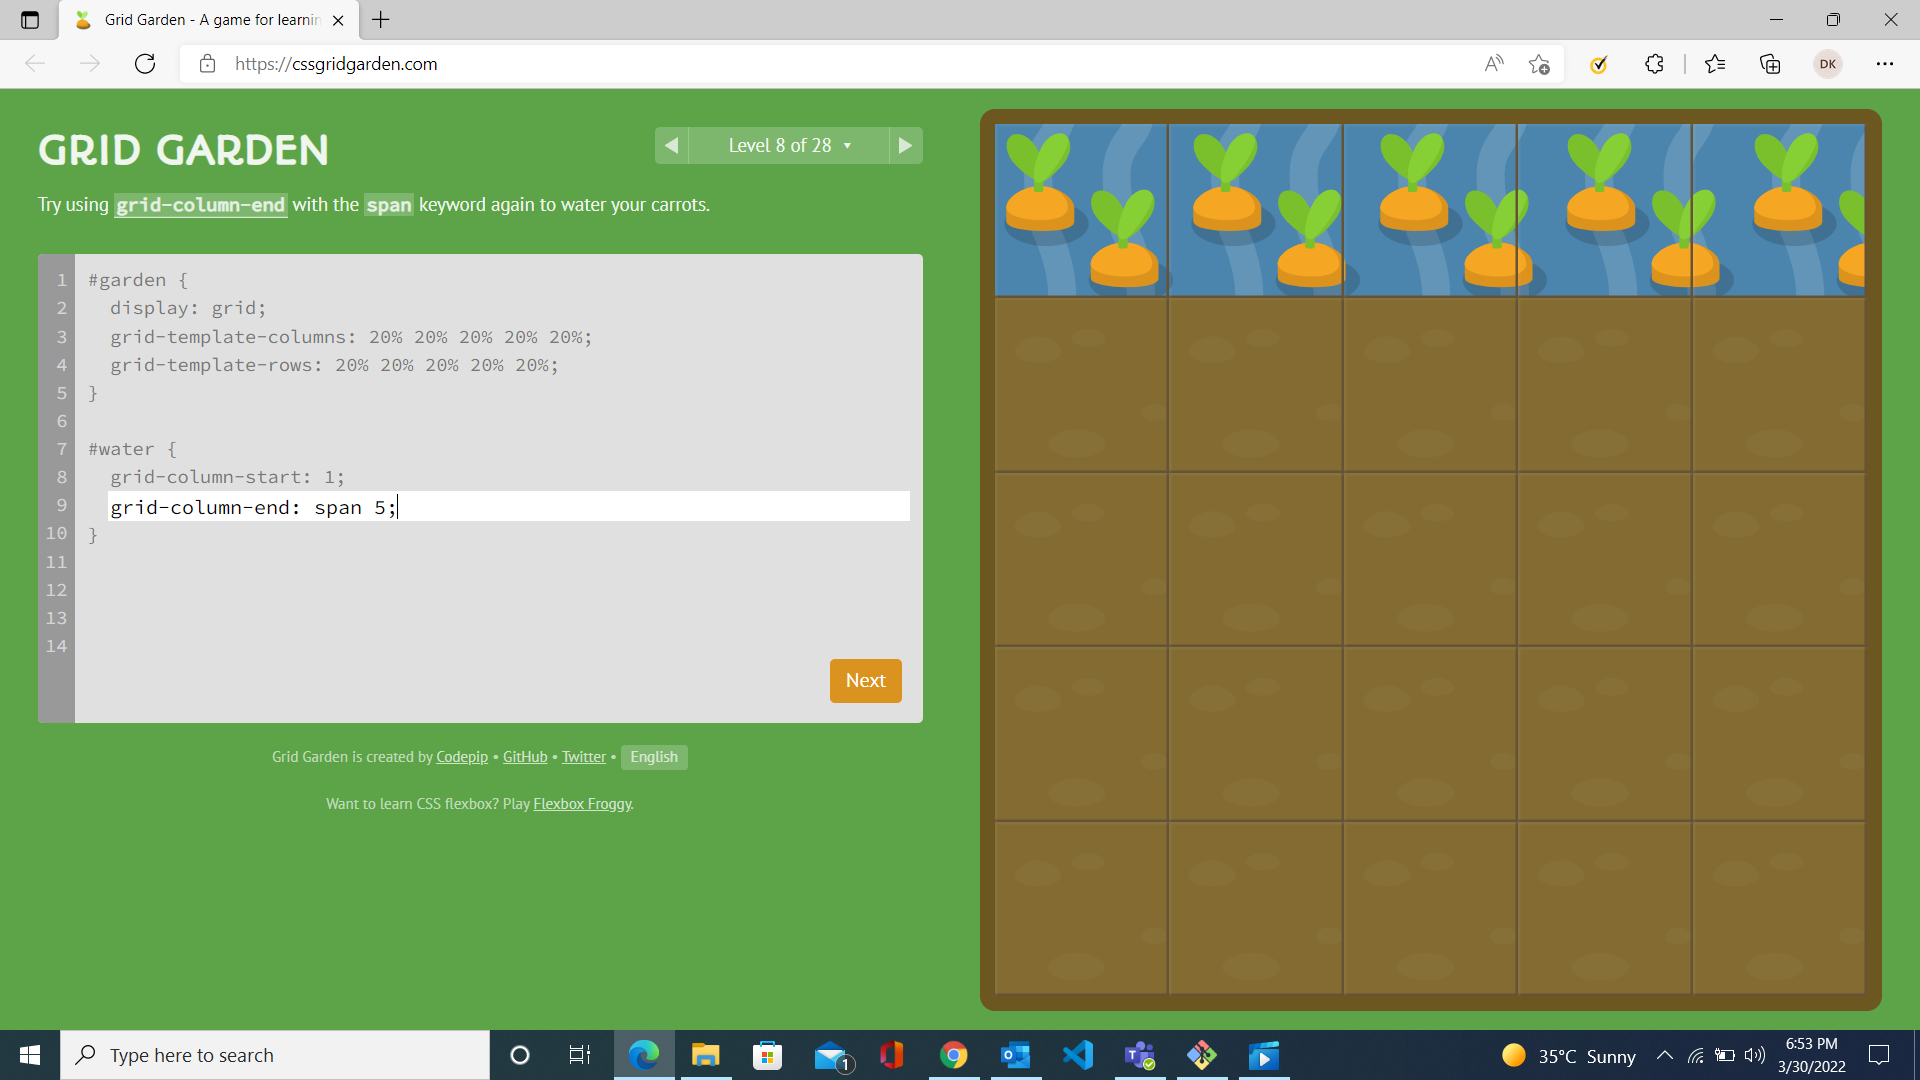 Grid Garden - A game for learnin
https://cssgridgarden.com
DK
GRID GARDEN
Level 8 of 28
Try using grid-column-end with the span keyword again to water your carrots.
1 #garden {
2 display: grid;
3 grid-template-columns: 20% 20% 20% 20% 20%;
4 grid-template-rows: 20% 20% 20% 20% 20%;
5 }
6
7 #water {
8 grid-column-start: 1;
9 grid-column-end: span 5;
10 }
11
12
13
14
Next
Grid Garden is created by Codepip • GitHub • Twitter • English
Want to learn CSS flexbox? Play Flexbox Froggy.
Type here to search
1
35°C Sunny
6:53 PM
3/30/2022